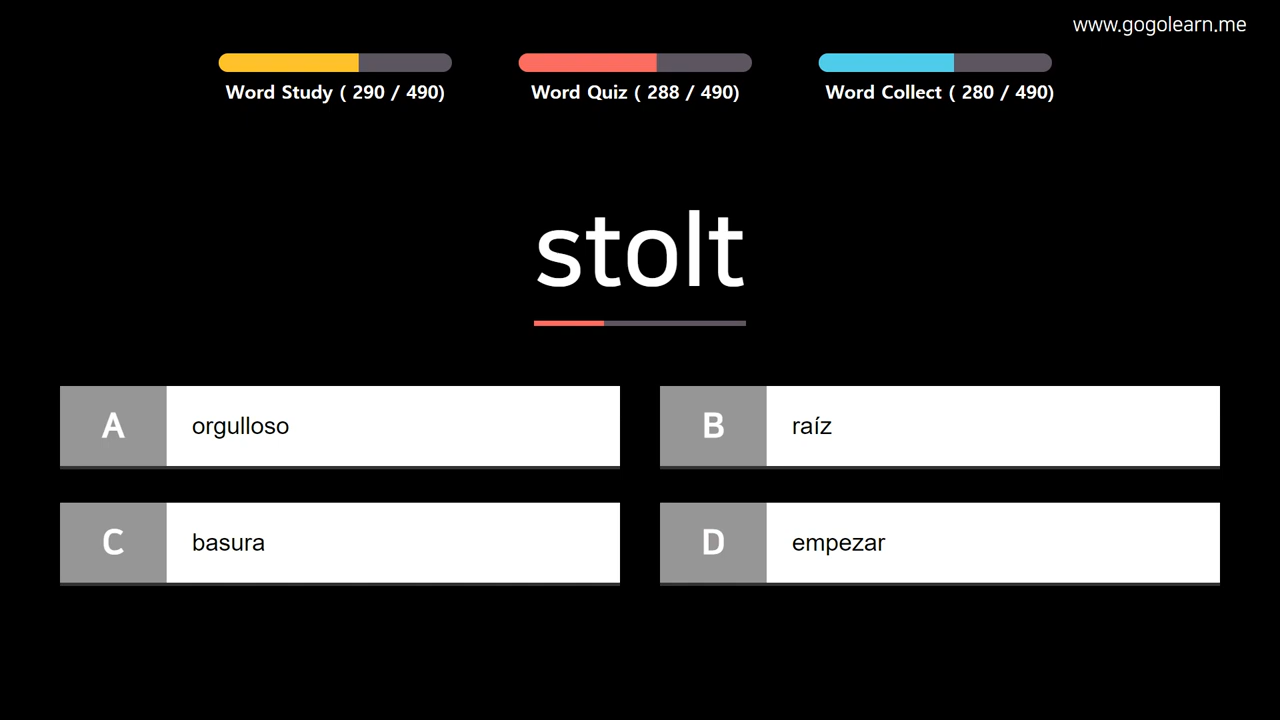 www.gogolearn.me
Word Study ( 290 / 490)
Word Quiz ( 288 / 490)
Word Collect ( 280 / 490)
stolt
A orgulloso
B raíz
C basura
D empezar